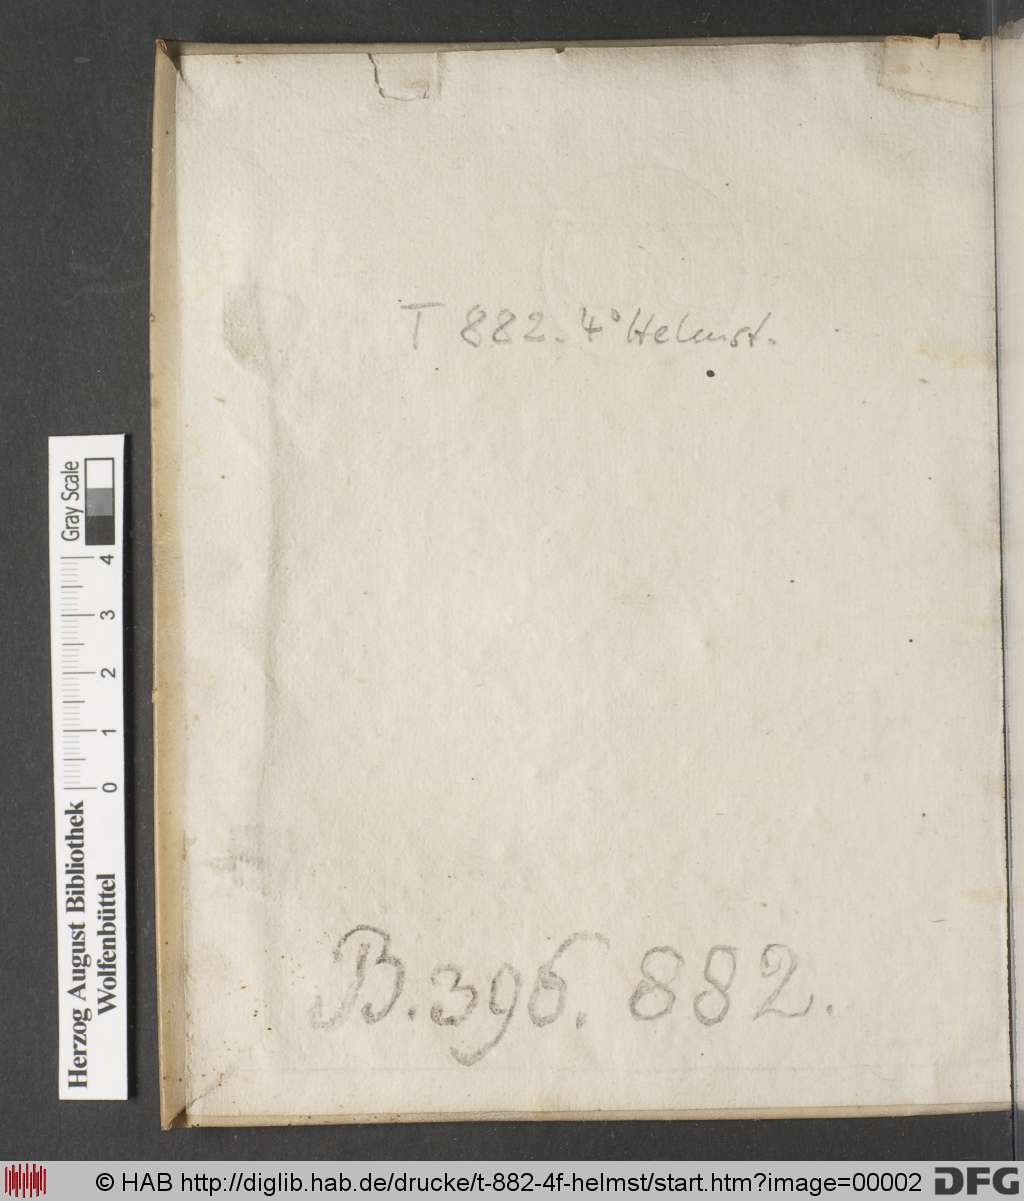 T 882. 4° Helmst.
B. 396. 882.
Herzog August Bibliothek
Wolfenbüttel
0 1 2 3 4
Gray Scale
© HAB http://diglib.hab.de/drucke/t-882-4f-helmst/start.htm?image=00002
DFG